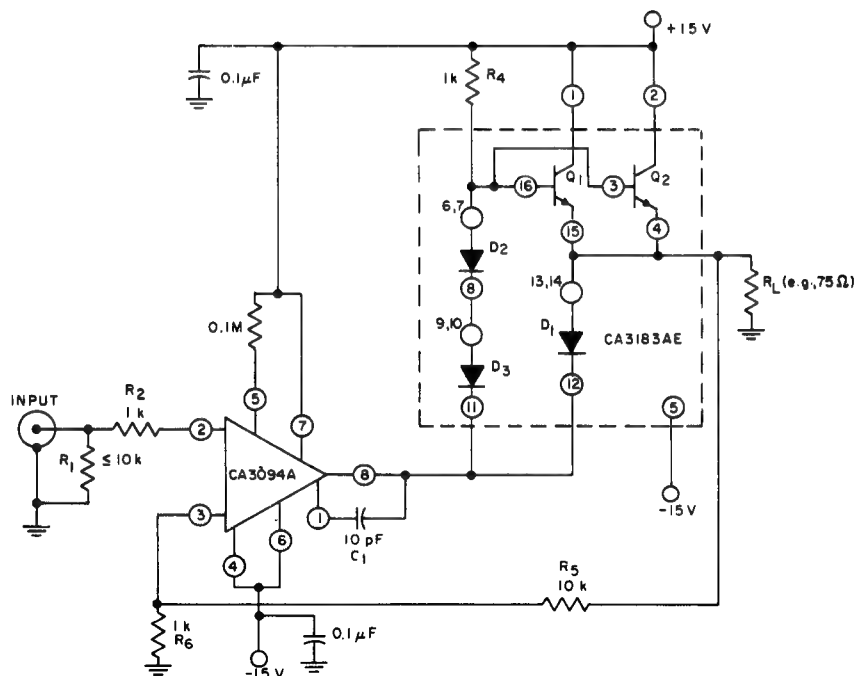 +15 V
0.1µF
1k
R4
1
2
Q1
Q2
16
3
6,7
15
4
D2
8
13,14
RL (e.g., 75Ω)
9,10
D1
CA3183AE
0.1M
D3
12
R2
INPUT
1 k
5
11
5
2
7
R1
≤10k
CA3094A
8
-15 V
3
1
10 pF
C1
6
4
R5
10 k
1k
R6
0.1µF
-15 V